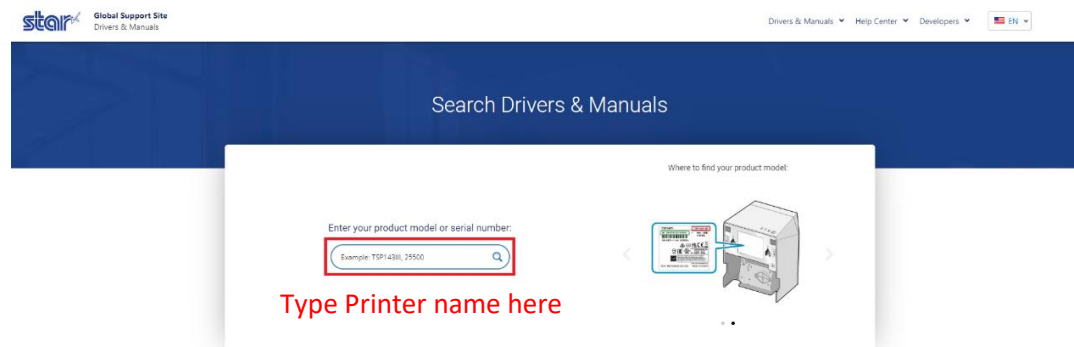 star
Global Support Site
Drivers & Manuals
Drivers & Manuals
Help Center
Developers
EN
Search Drivers & Manuals
Where to find your product model:
Enter your product model or serial number:
Example: TSP143III, 25500
Type Printer name here